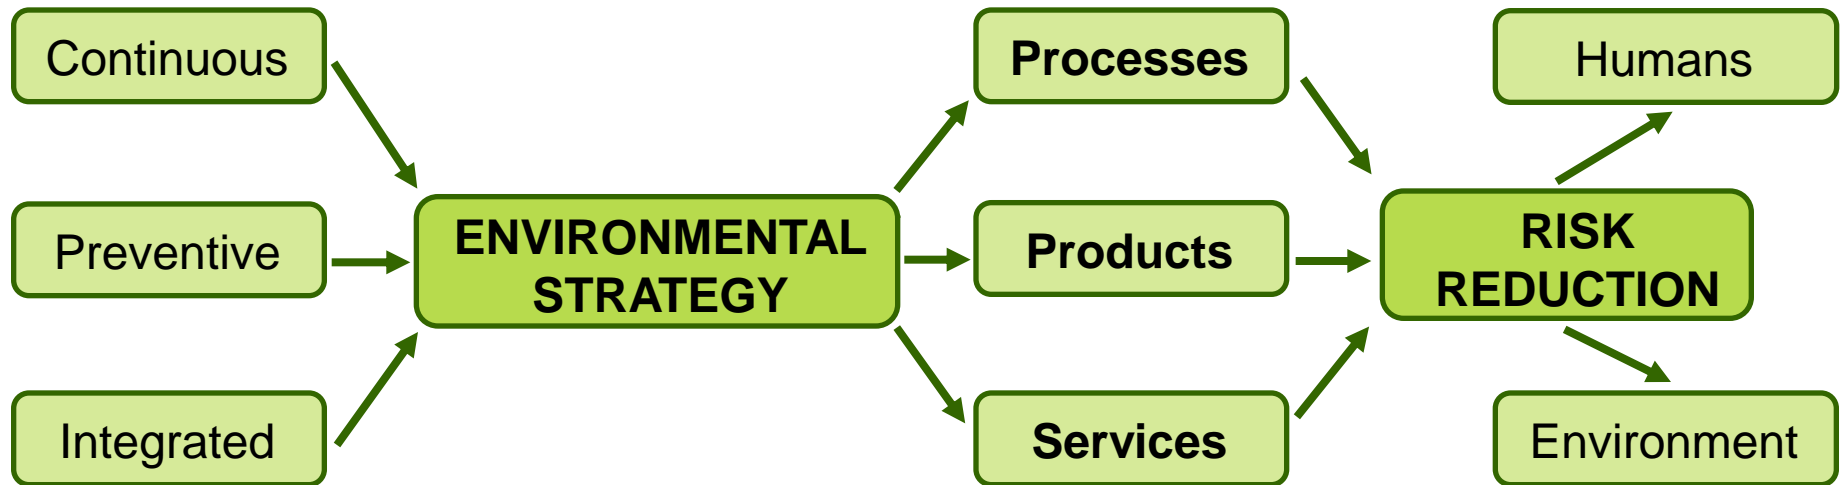 Continuous
Preventive
Integrated
ENVIRONMENTAL
STRATEGY
Processes
Products
Services
RISK
REDUCTION
Humans
Environment